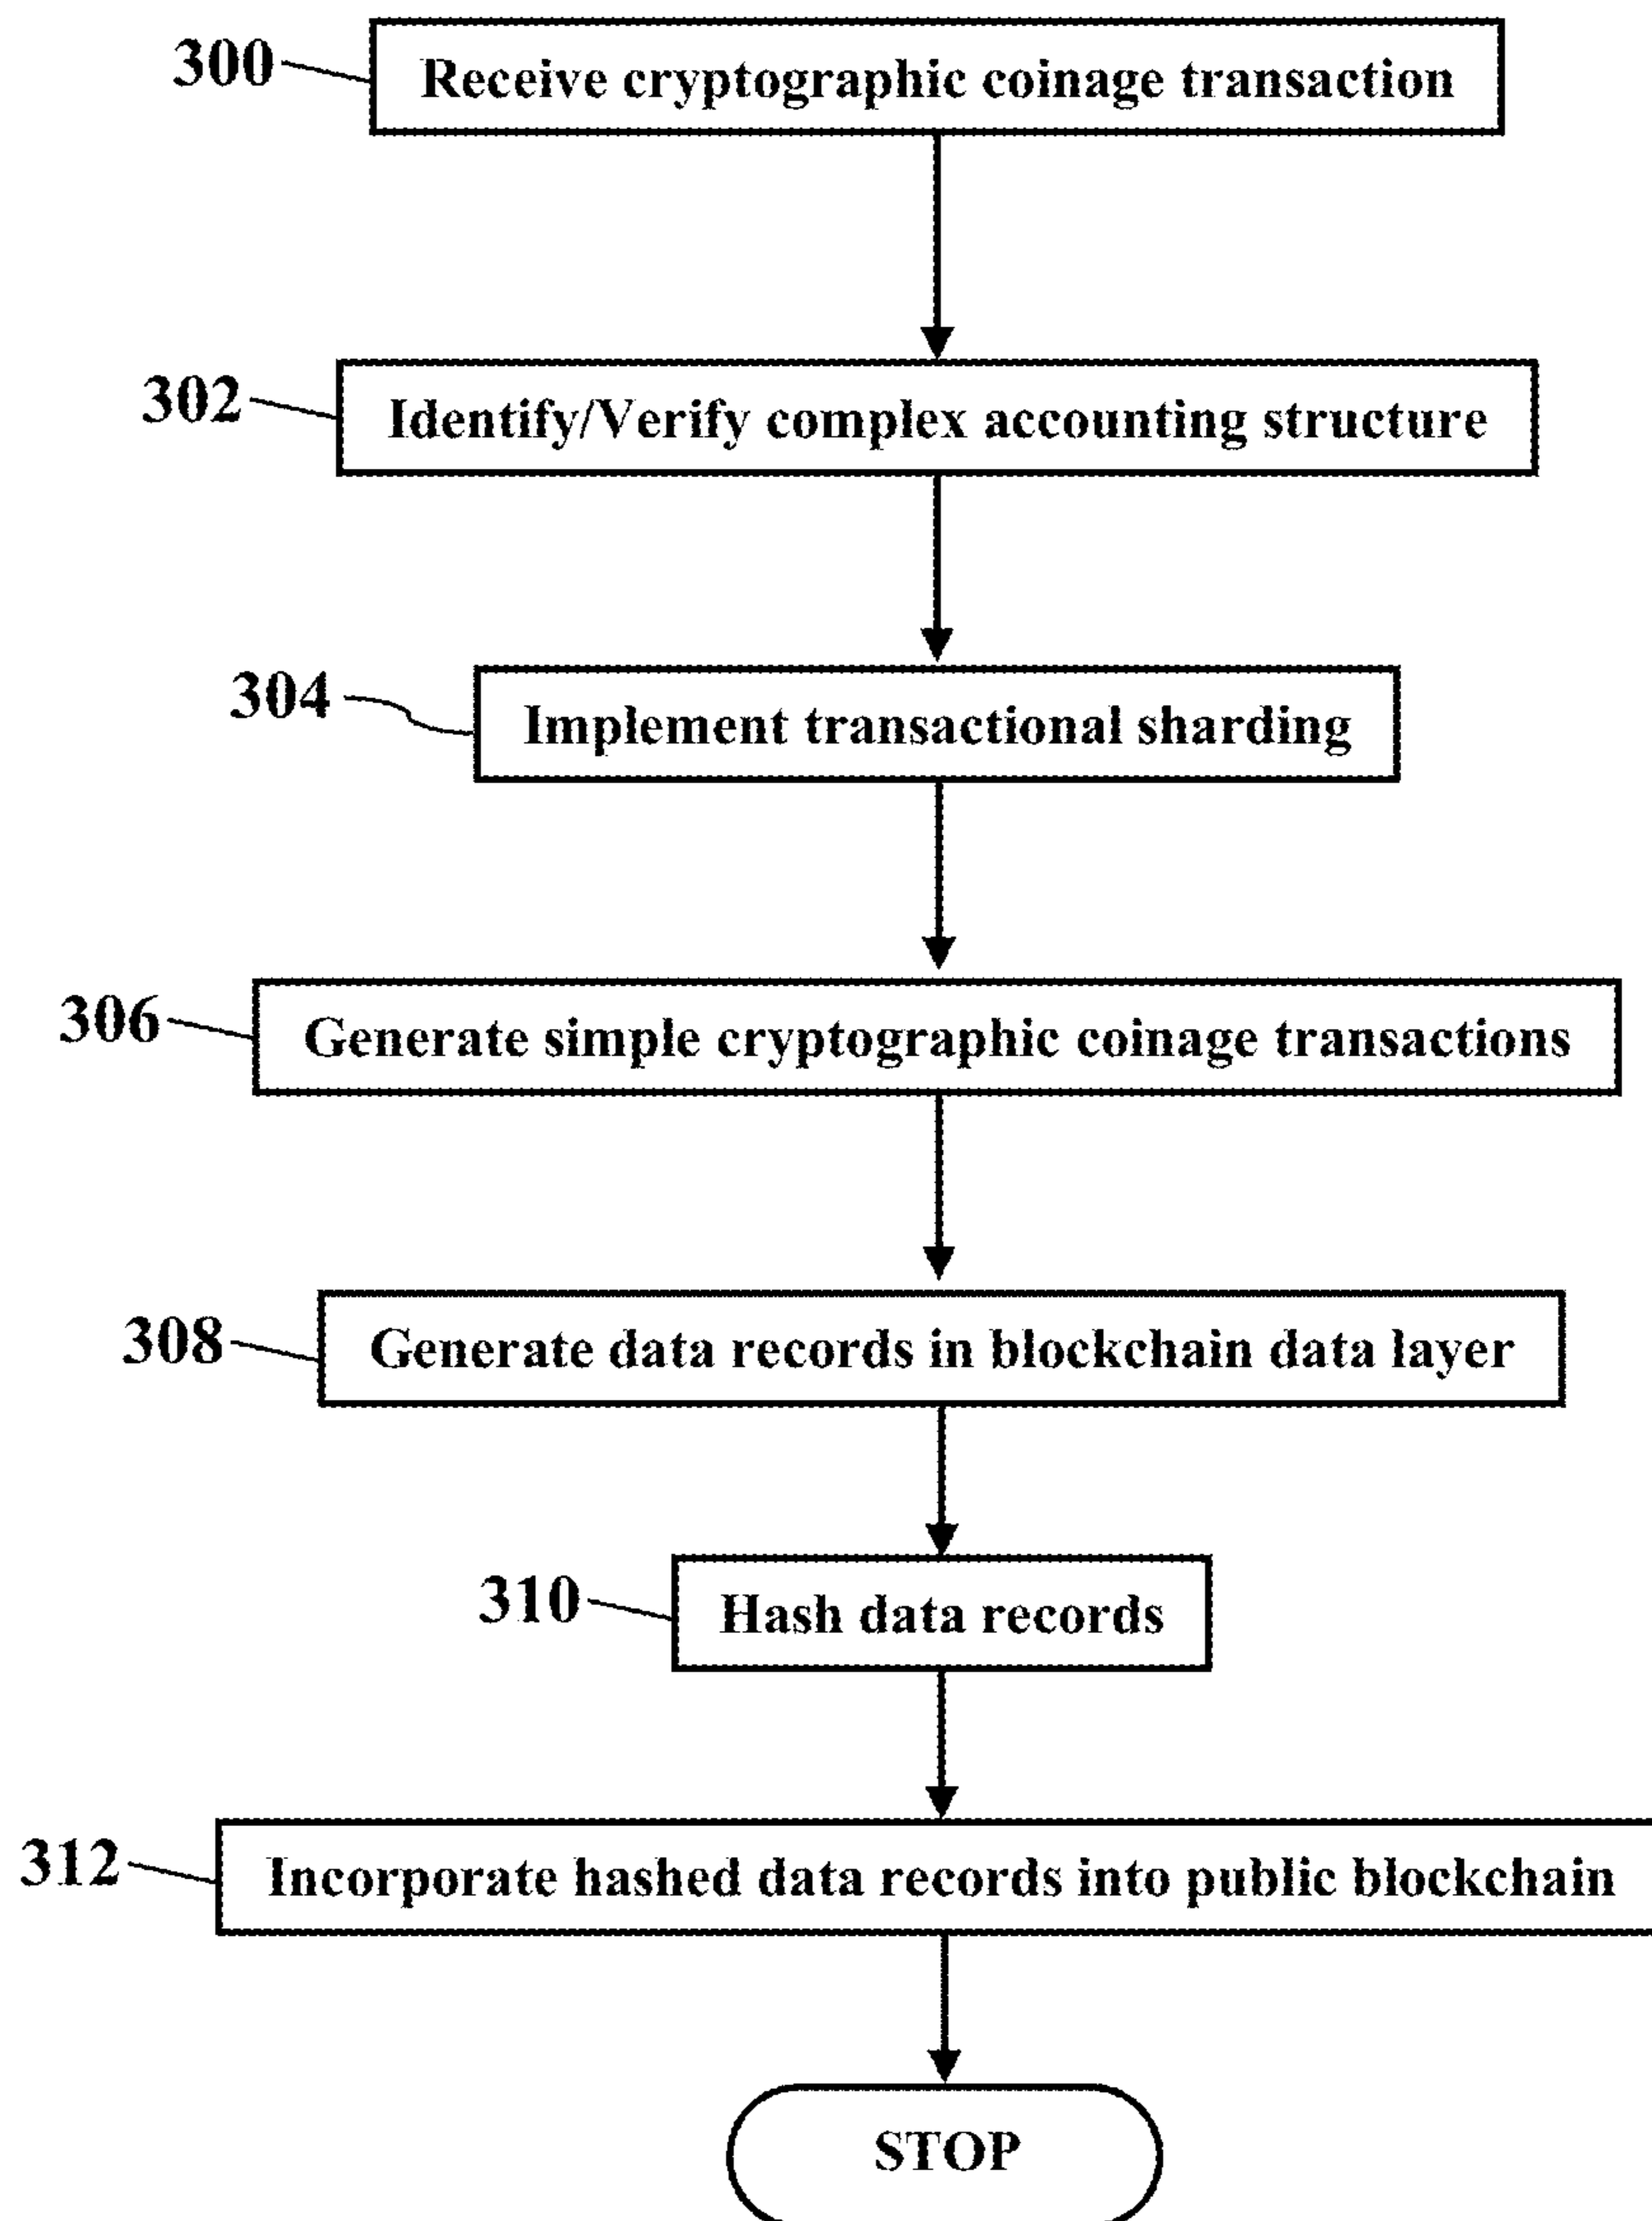 300
Receive cryptographic coinage transaction
302
Identify/Verify complex accounting structure
304
Implement transactional sharding
306
Generate simple cryptographic coinage transactions
308
Generate data records in blockchain data layer
310
Hash data records
312
Incorporate hashed data records into public blockchain
STOP